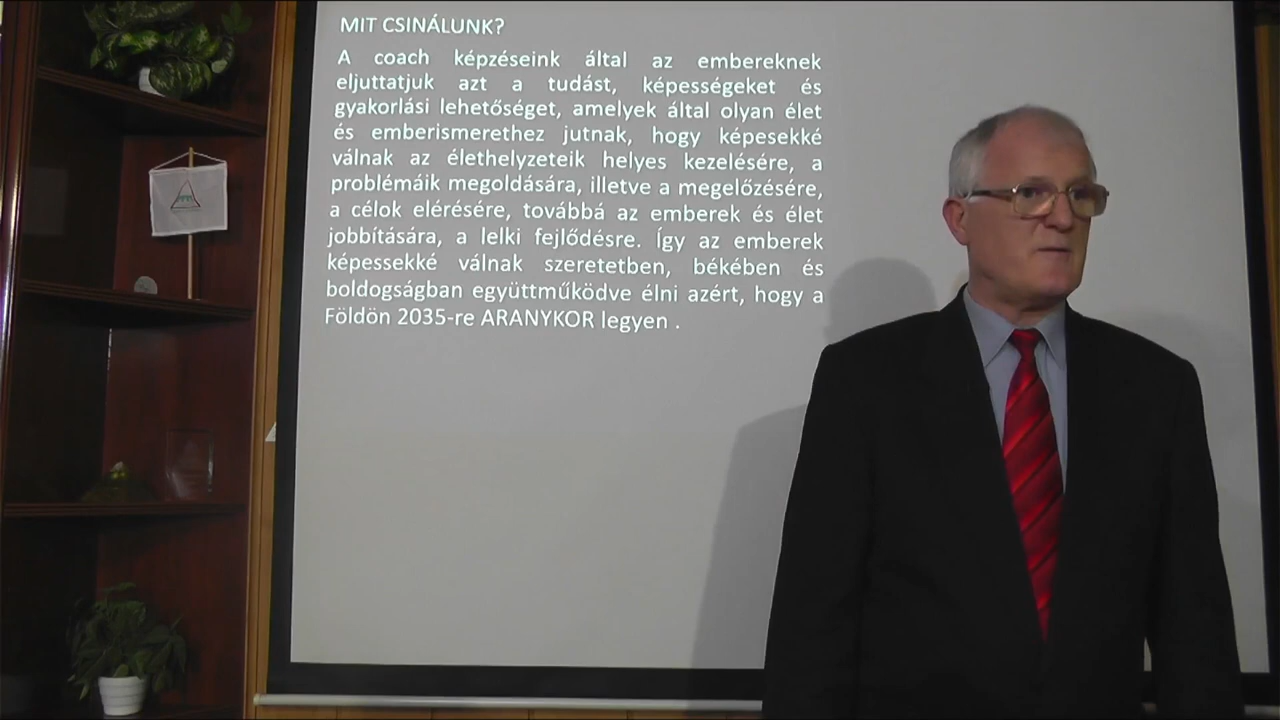 MIT CSINÁLUNK?
A coach képzéseink által az embereknek
eljuttatjuk azt a tudást, képességeket és
gyakorlási lehetőséget, amelyek által olyan élet
és emberismerethez jutnak, hogy képesekké
válnak az élethelyzeteik helyes kezelésére, a
problémáik megoldására, illetve a megelőzésére,
a célok elérésére, továbbá az emberek és élet
jobbítására, a lelki fejlődésre. Így az emberek
képessekké válnak szeretetben, békében és
boldogságban együttműködve élni azért, hogy a
Földön 2035-re ARANYKOR legyen .